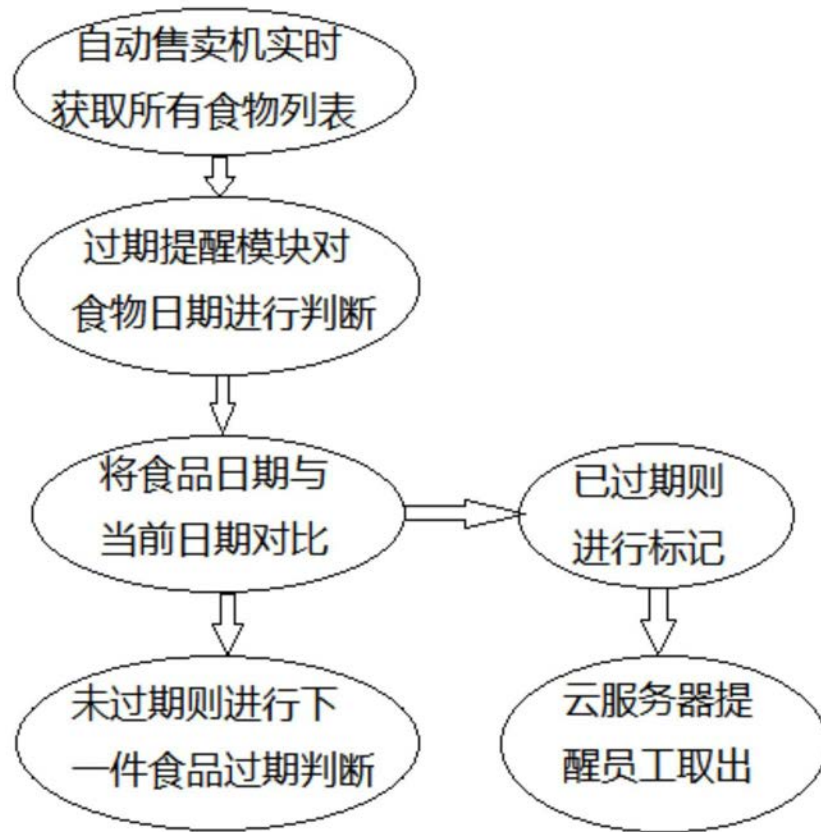 自动售卖机实时
获取所有食物列表
过期提醒模块对
食物日期进行判断
将食品日期与
当前日期对比
已过期则
进行标记
未过期则进行下
一件食品过期判断
云服务器提
醒员工取出